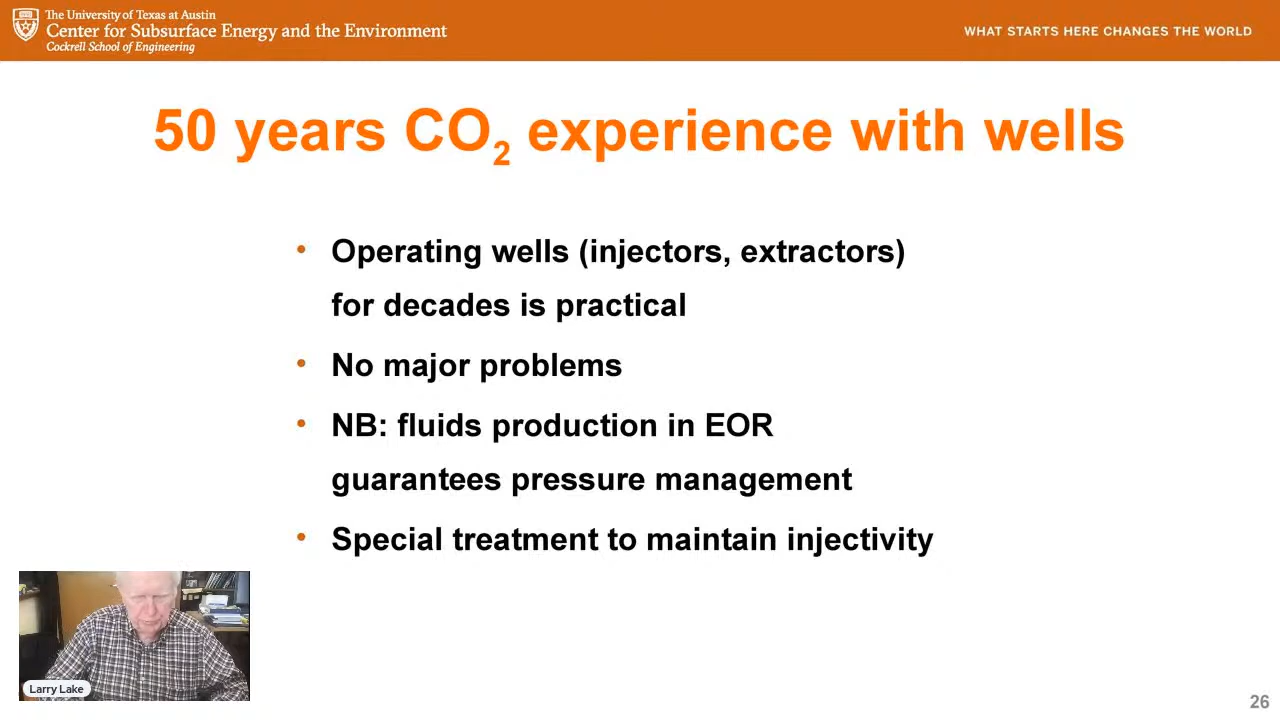 The University of Texas at Austin
Center for Subsurface Energy and the Environment
Cockrell School of Engineering
WHAT STARTS HERE CHANGES THE WORLD
50 years CO₂ experience with wells
• Operating wells (injectors, extractors)
for decades is practical
• No major problems
• NB: fluids production in EOR
guarantees pressure management
• Special treatment to maintain injectivity
Larry Lake
26